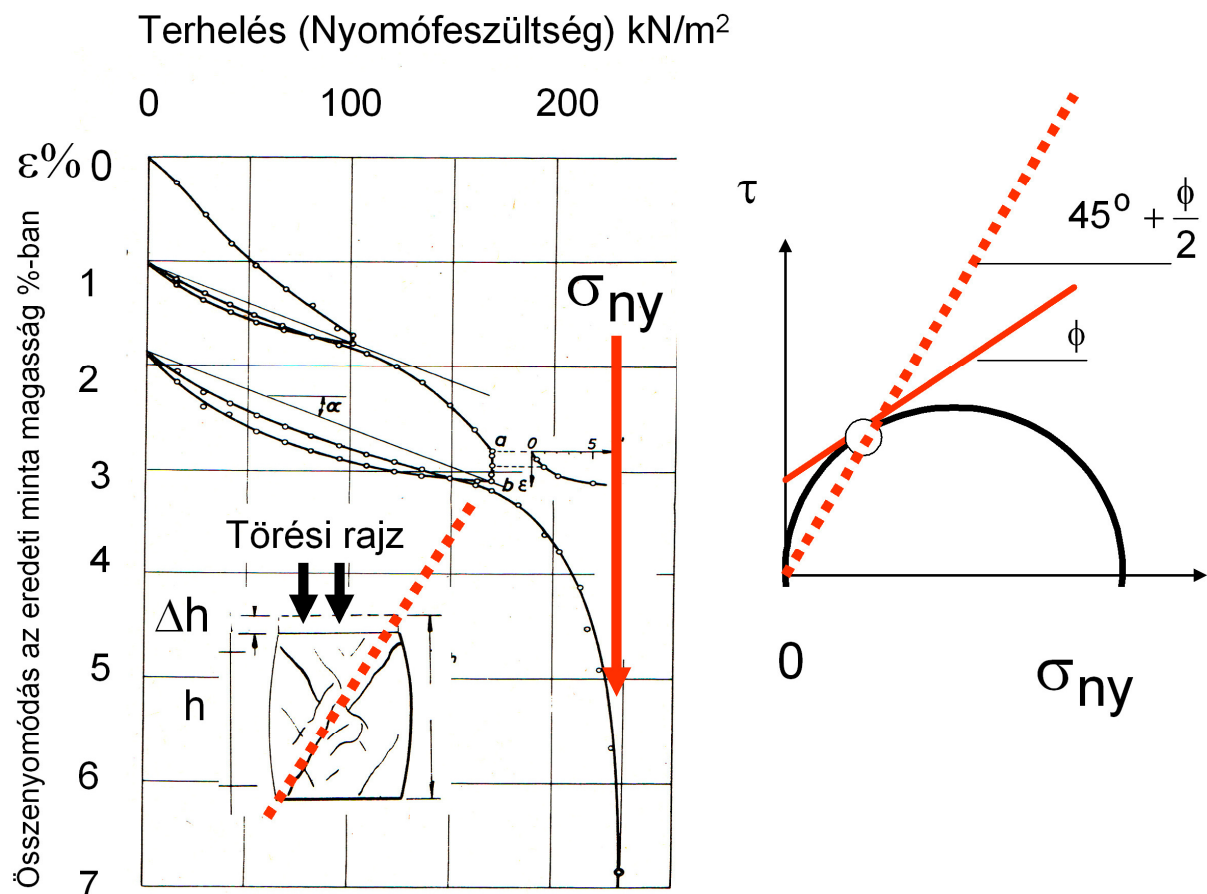 Terhelés (Nyomófeszültség) kN/m²
0 100 200
ε% 0
1
2
3
4
5
6
7
Összenyomódás az eredeti minta magasság %-ban
σny
α
a 0 5
b ε
Törési rajz
Δh
h
τ
45° + ϕ/2
ϕ
0
σny